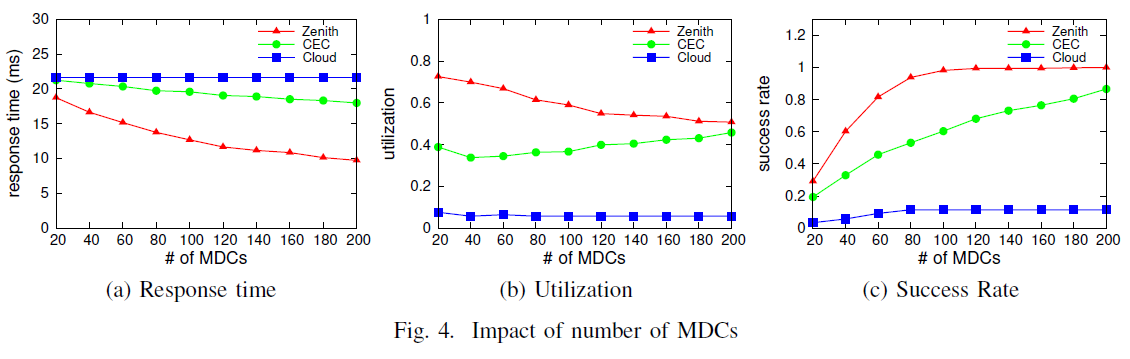 30
25
20
15
10
5
0
response time (ms)
Zenith
CEC
Cloud
20 40 60 80 100 120 140 160 180 200
# of MDCs
(a) Response time
1
0.8
0.6
0.4
0.2
0
utilization
Zenith
CEC
Cloud
20 40 60 80 100 120 140 160 180 200
# of MDCs
(b) Utilization
1.2
1
0.8
0.6
0.4
0.2
0
success rate
Zenith
CEC
Cloud
20 40 60 80 100 120 140 160 180 200
# of MDCs
(c) Success Rate
Fig. 4. Impact of number of MDCs